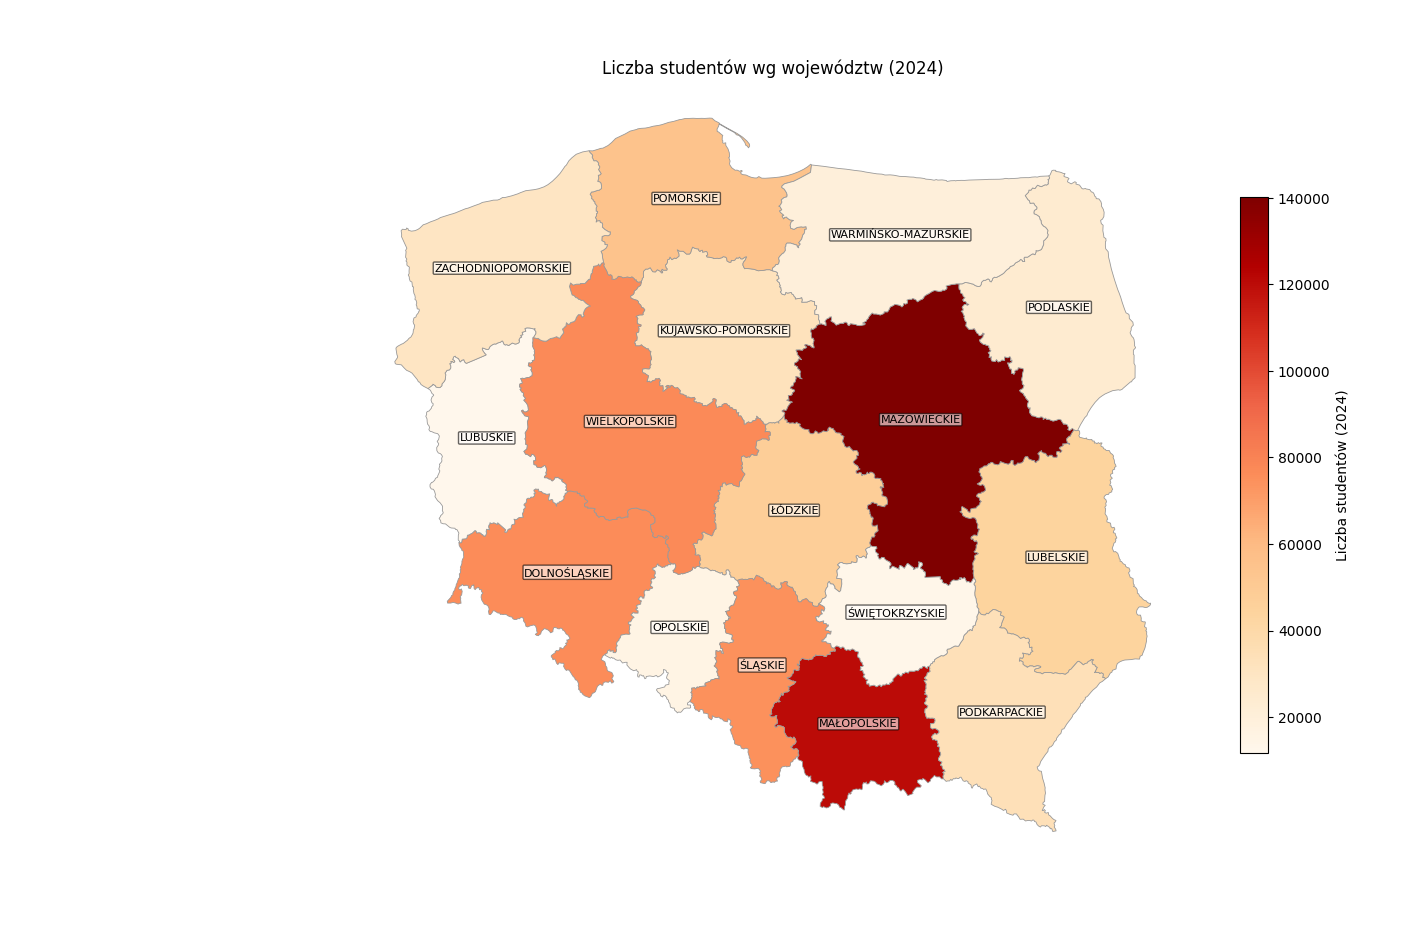 Liczba studentów wg województw (2024)
POMORSKIE
WARMIŃSKO-MAZURSKIE
ZACHODNIOPOMORSKIE
PODLASKIE
KUJAWSKO-POMORSKIE
MAZOWIECKIE
WIELKOPOLSKIE
LUBUSKIE
ŁÓDZKIE
LUBELSKIE
DOLNOŚLĄSKIE
ŚWIĘTOKRZYSKIE
OPOLSKIE
ŚLĄSKIE
PODKARPACKIE
MAŁOPOLSKIE
140000
120000
100000
80000
60000
40000
20000
Liczba studentów (2024)